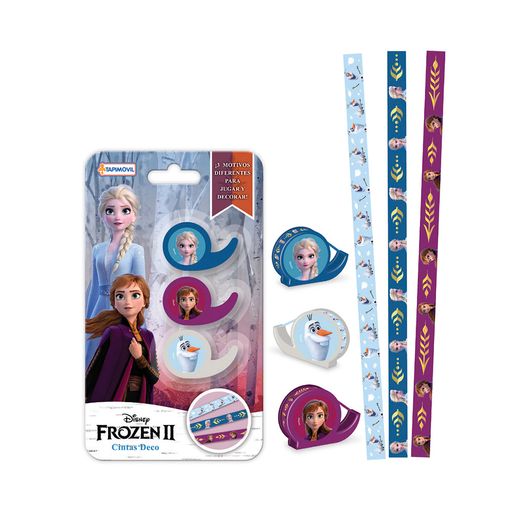 TAPIMOVIL
¡3 MOTIVOS
DIFERENTES
PARA
JUGAR Y
DECORAR!
Disney
FROZEN II
Cintas Deco